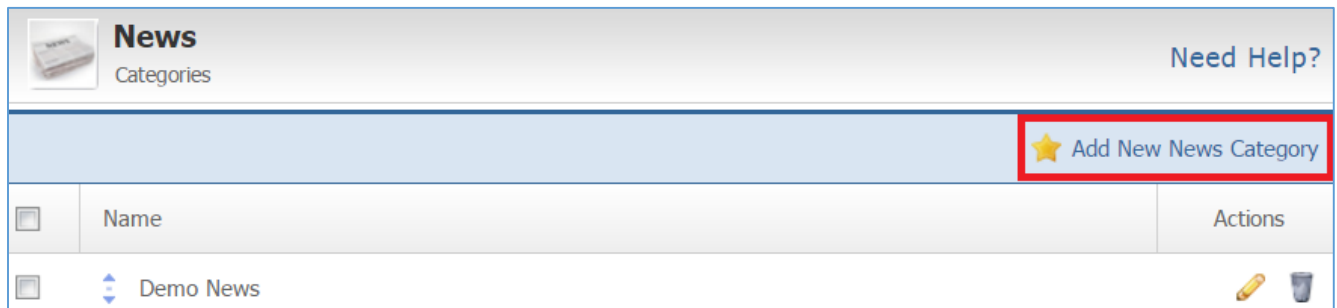 News
Categories
Need Help?
Add New News Category
Name
Actions
Demo News